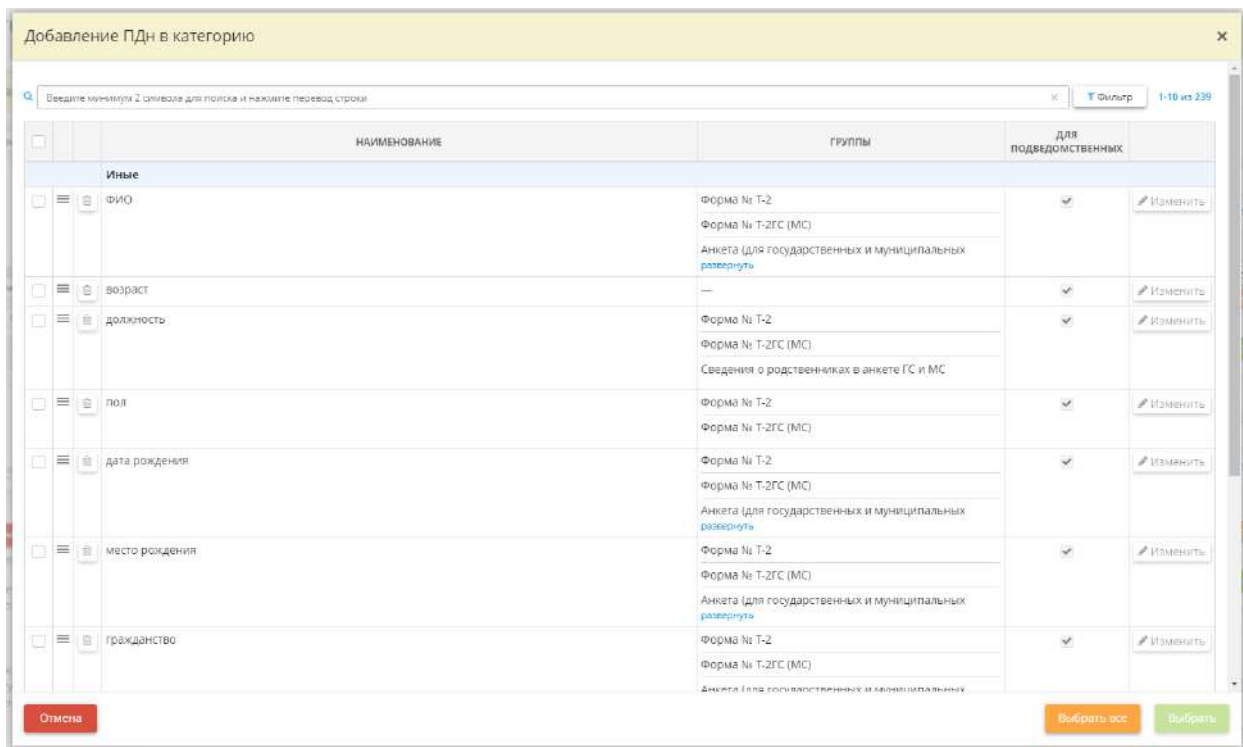 Добавление ПДн в категорию
×
Введите минимум 2 символа для поиска и нажмите перевод строки
×
Фильтр
1-10 из 239
НАИМЕНОВАНИЕ
ГРУППЫ
ДЛЯ
ПОДВЕДОМСТВЕННЫХ
Иные
ФИО
Форма № Т-2
Изменить
Форма № Т-2ГС (МС)
Анкета (для государственных и муниципальных
развернуть
возраст
—
Изменить
должность
Форма № Т-2
Изменить
Форма № Т-2ГС (МС)
Сведения о родственниках в анкете ГС и МС
пол
Форма № Т-2
Изменить
Форма № Т-2ГС (МС)
дата рождения
Форма № Т-2
Изменить
Форма № Т-2ГС (МС)
Анкета (для государственных и муниципальных
развернуть
место рождения
Форма № Т-2
Изменить
Форма № Т-2ГС (МС)
Анкета (для государственных и муниципальных
развернуть
гражданство
Форма № Т-2
Изменить
Форма № Т-2ГС (МС)
Анкета (для государственных и муниципальных
Отмена
Выбрать все
Выбрать